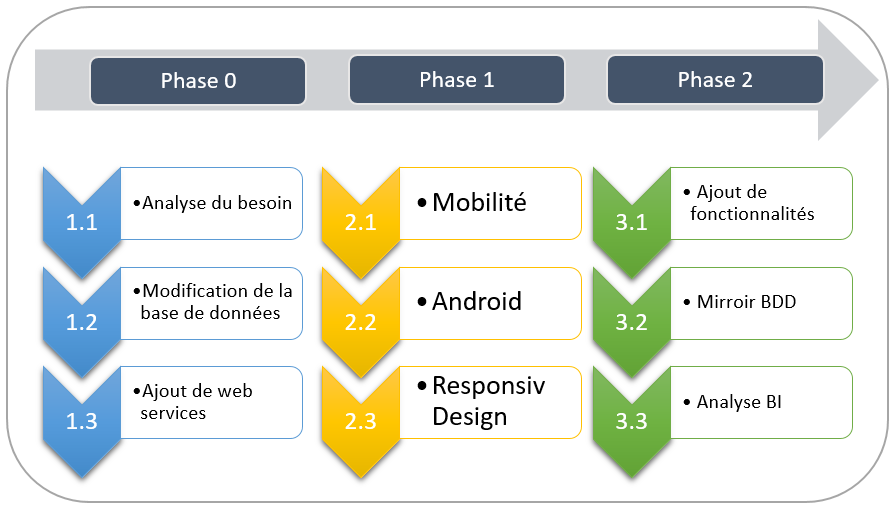 Phase 0
Phase 1
Phase 2
1.1
•Analyse du besoin
1.2
•Modification de la
base de données
1.3
•Ajout de web
services
2.1
• Mobilité
2.2
• Android
2.3
• Responsiv
Design
3.1
• Ajout de
fonctionnalités
3.2
• Mirroir BDD
3.3
• Analyse BI